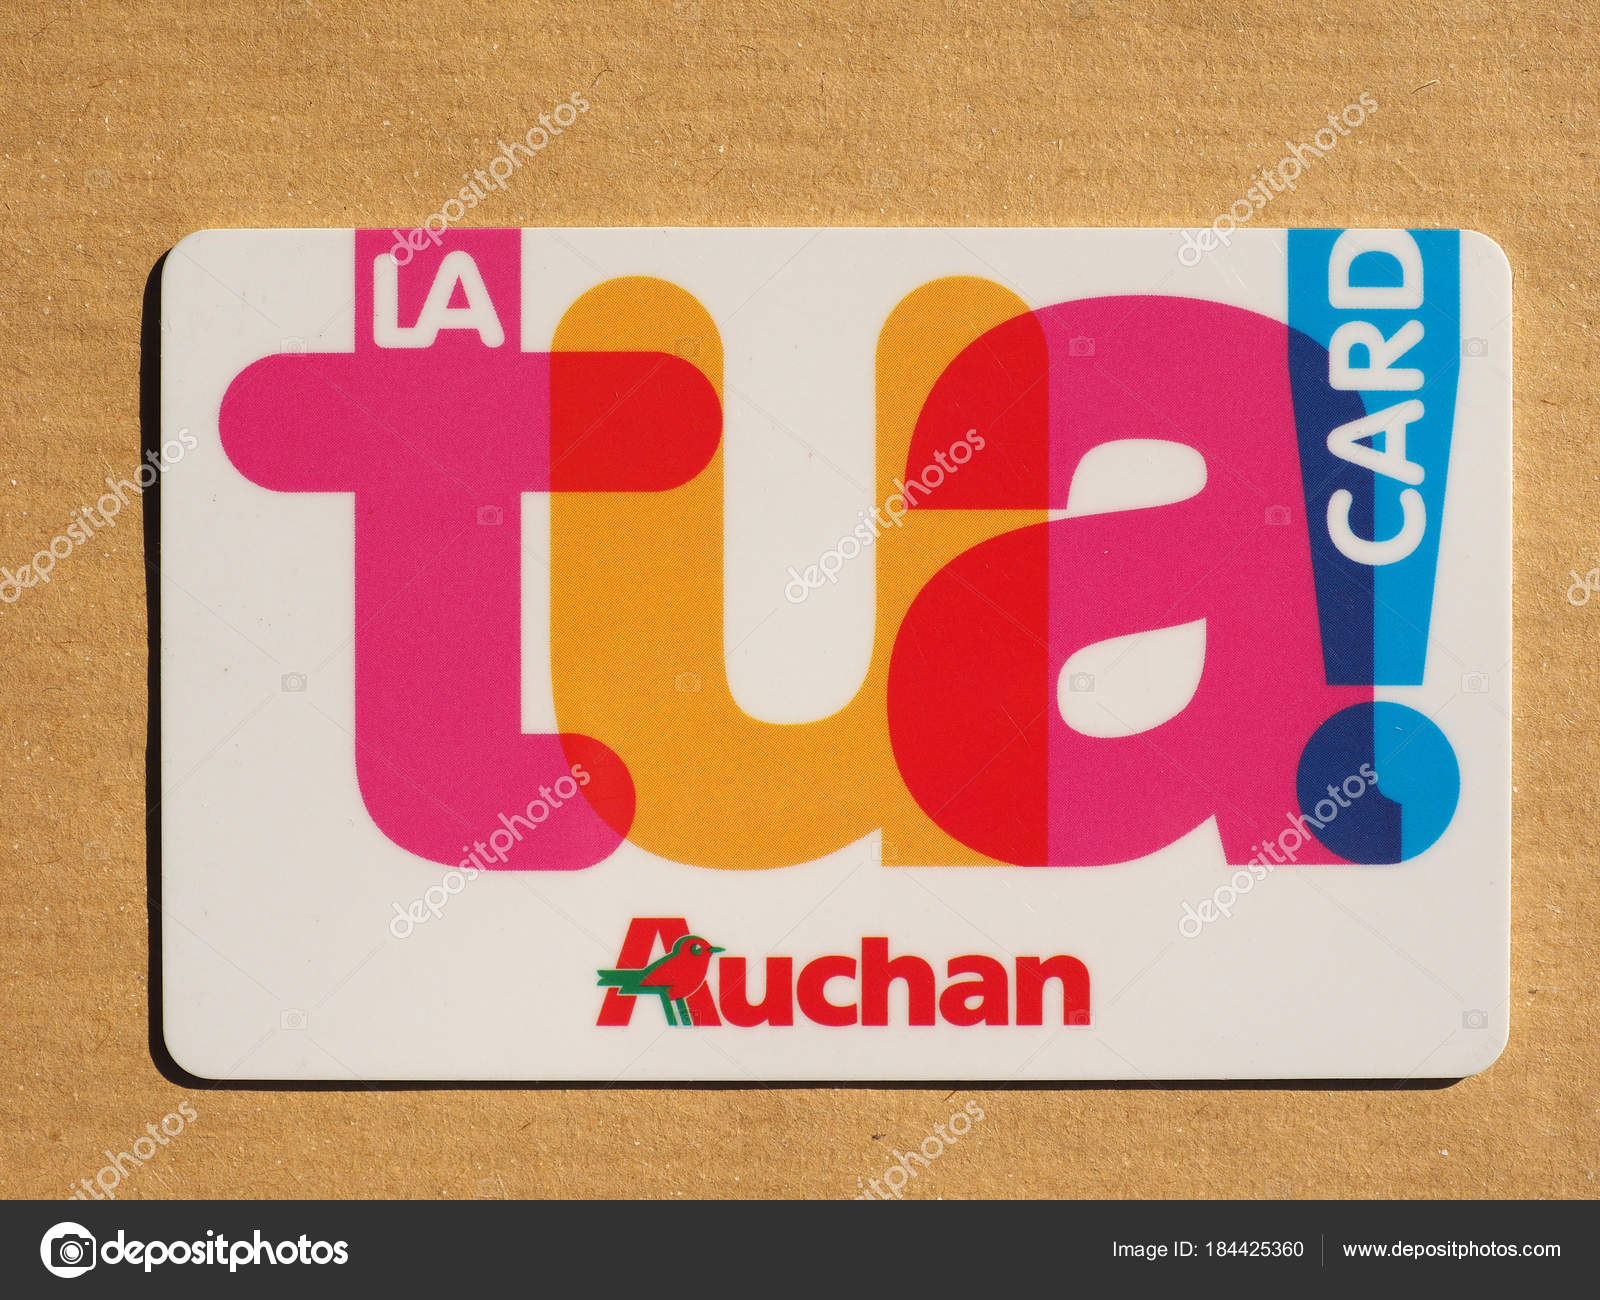 LA
tua!
CARD
Auchan
depositphotos
Image ID: 184425360
www.depositphotos.com